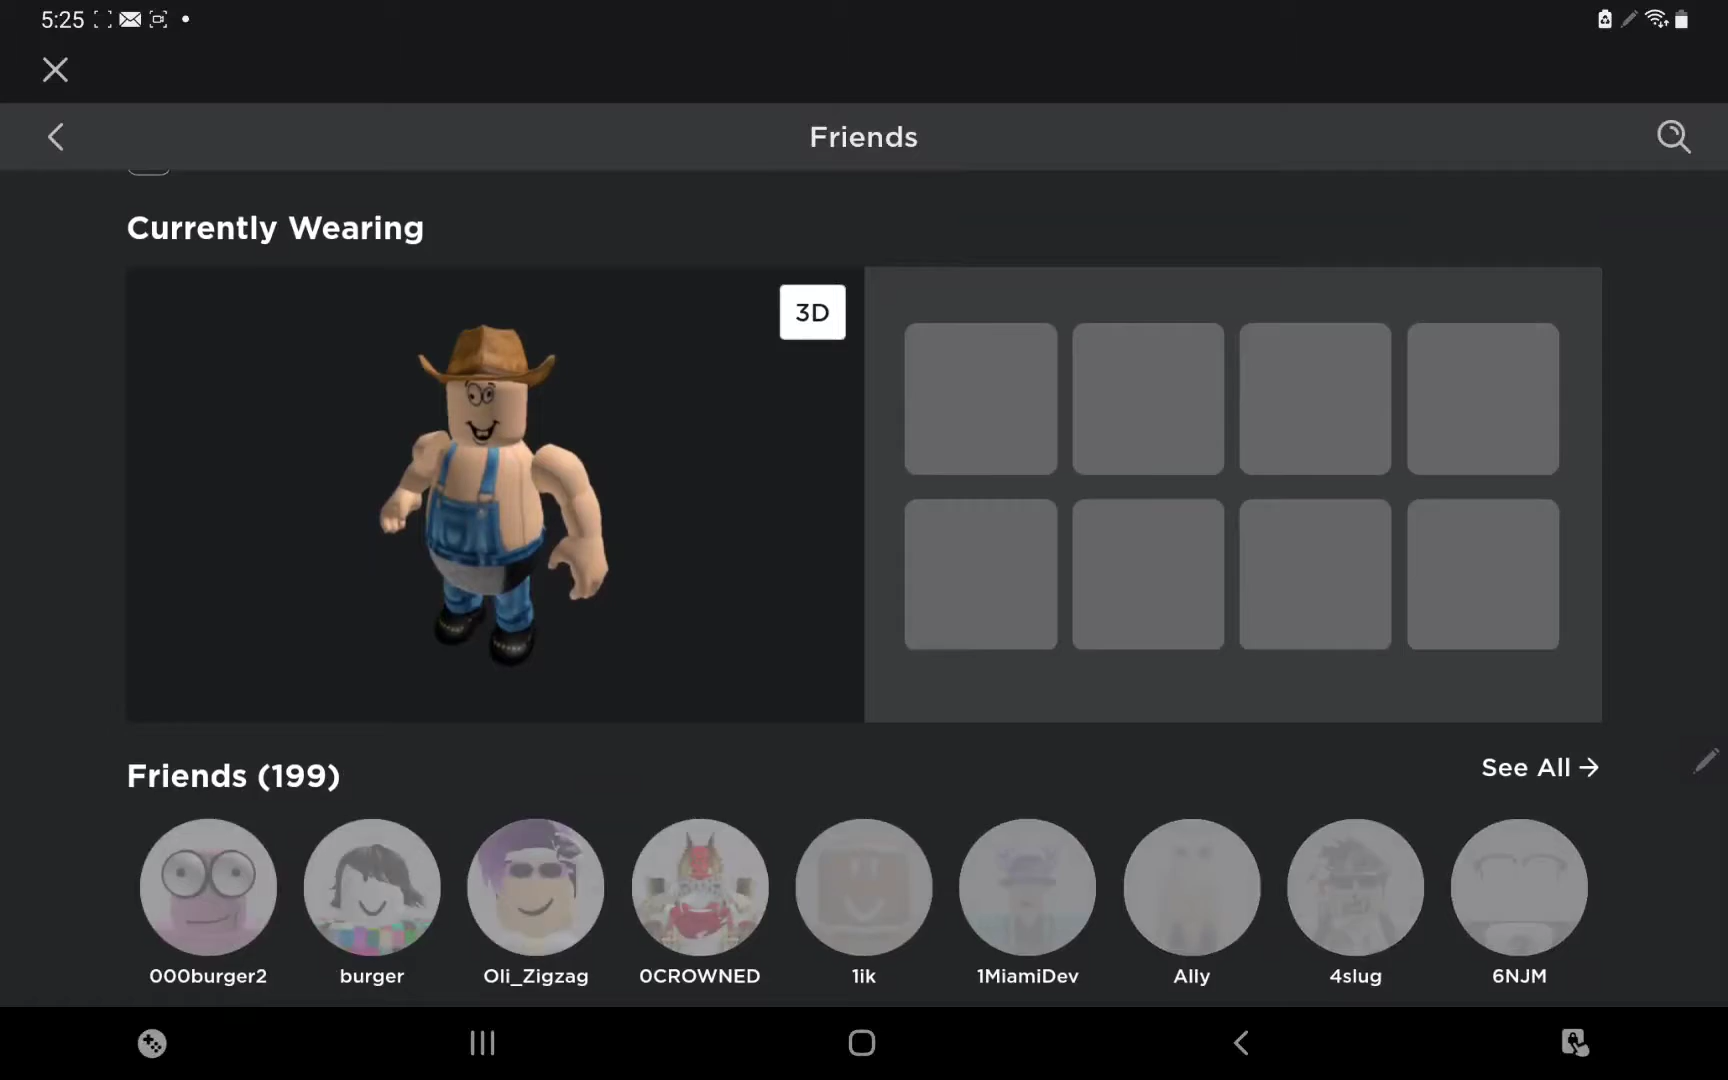 5:25
Friends
Currently Wearing
3D
Friends (199)
See All →
000burger2
burger
Oli_Zigzag
0CROWNED
1ik
1MiamiDev
Ally
4slug
6NJM